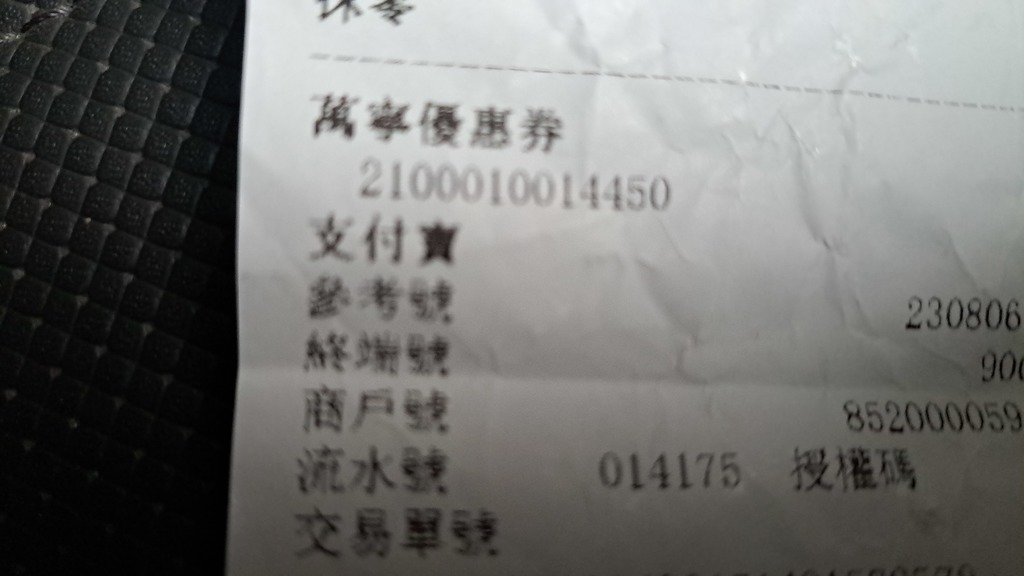 萬寧優惠券
2100010014450
支付寶
參考號 230806
終端號 900
商戶號 852000059
流水號 014175 授權碼
交易單號